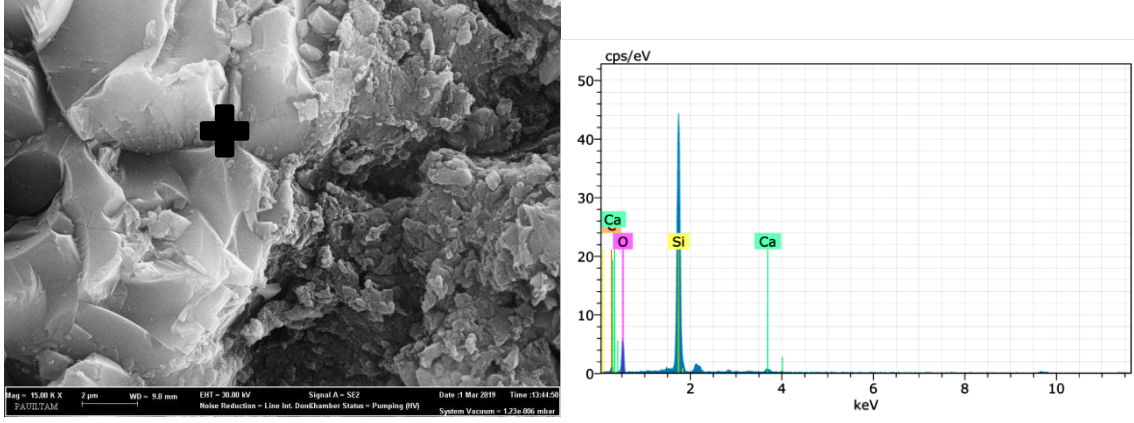 Mag = 15.00 K X
2 µm
WD = 9.0 mm
EHT = 30.00 kV
Signal A = SE2
Date :1 Mar 2019
Time :13:44:50
PAUILTAM
Noise Reduction = Line Int. Done
Chamber Status = Pumping (HV)
System Vacuum = 1.23e-006 mbar
cps/eV
50
40
30
20
10
0
Ca
O
Si
Ca
2
4
6
8
10
keV